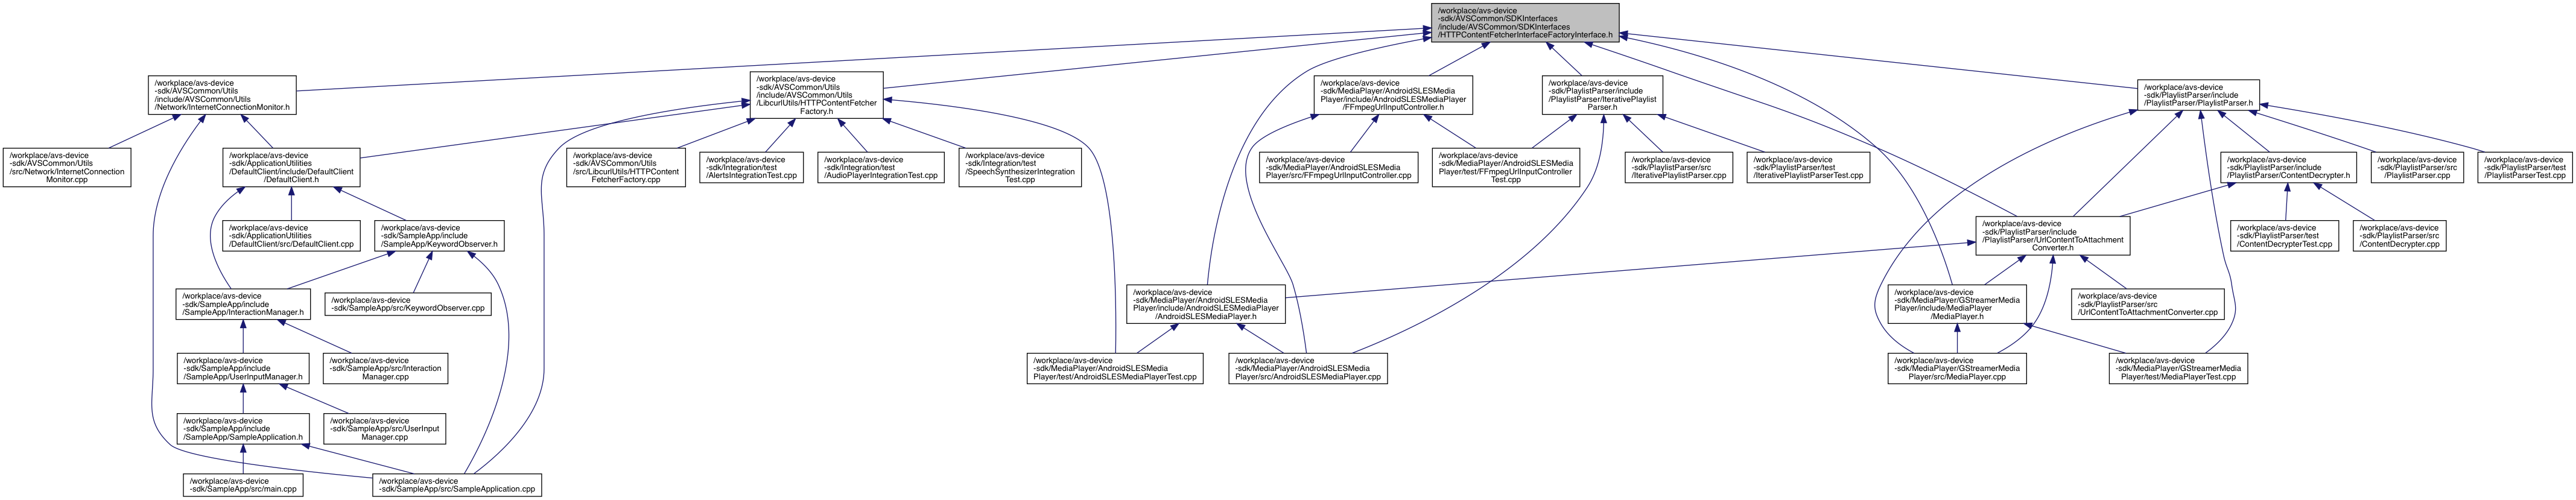 /workplace/avs-device
-sdk/AVSCommon/SDKInterfaces
/include/AVSCommon/SDKInterfaces
/HTTPContentFetcherInterfaceFactoryInterface.h
/workplace/avs-device
-sdk/AVSCommon/Utils
/include/AVSCommon/Utils
/Network/InternetConnectionMonitor.h
/workplace/avs-device
-sdk/AVSCommon/Utils
/include/AVSCommon/Utils
/LibcurlUtils/HTTPContentFetcher
Factory.h
/workplace/avs-device
-sdk/MediaPlayer/AndroidSLESMedia
Player/include/AndroidSLESMediaPlayer
/FFmpegUrlInputController.h
/workplace/avs-device
-sdk/PlaylistParser/include
/PlaylistParser/IterativePlaylist
Parser.h
/workplace/avs-device
-sdk/PlaylistParser/include
/PlaylistParser/PlaylistParser.h
/workplace/avs-device
-sdk/AVSCommon/Utils
/src/Network/InternetConnection
Monitor.cpp
/workplace/avs-device
-sdk/ApplicationUtilities
/DefaultClient/include/DefaultClient
/DefaultClient.h
/workplace/avs-device
-sdk/AVSCommon/Utils
/src/LibcurlUtils/HTTPContent
FetcherFactory.cpp
/workplace/avs-device
-sdk/Integration/test
/AlertsIntegrationTest.cpp
/workplace/avs-device
-sdk/Integration/test
/AudioPlayerIntegrationTest.cpp
/workplace/avs-device
-sdk/Integration/test
/SpeechSynthesizerIntegration
Test.cpp
/workplace/avs-device
-sdk/MediaPlayer/AndroidSLESMedia
Player/src/FFmpegUrlInputController.cpp
/workplace/avs-device
-sdk/MediaPlayer/AndroidSLESMedia
Player/test/FFmpegUrlInputController
Test.cpp
/workplace/avs-device
-sdk/PlaylistParser/src
/IterativePlaylistParser.cpp
/workplace/avs-device
-sdk/PlaylistParser/test
/IterativePlaylistParserTest.cpp
/workplace/avs-device
-sdk/PlaylistParser/include
/PlaylistParser/ContentDecrypter.h
/workplace/avs-device
-sdk/PlaylistParser/src
/PlaylistParser.cpp
/workplace/avs-device
-sdk/PlaylistParser/test
/PlaylistParserTest.cpp
/workplace/avs-device
-sdk/ApplicationUtilities
/DefaultClient/src/DefaultClient.cpp
/workplace/avs-device
-sdk/SampleApp/include
/SampleApp/KeywordObserver.h
/workplace/avs-device
-sdk/PlaylistParser/include
/PlaylistParser/UrlContentToAttachment
Converter.h
/workplace/avs-device
-sdk/PlaylistParser/test
/ContentDecrypterTest.cpp
/workplace/avs-device
-sdk/PlaylistParser/src
/ContentDecrypter.cpp
/workplace/avs-device
-sdk/SampleApp/include
/SampleApp/InteractionManager.h
/workplace/avs-device
-sdk/SampleApp/src/KeywordObserver.cpp
/workplace/avs-device
-sdk/MediaPlayer/AndroidSLESMedia
Player/include/AndroidSLESMediaPlayer
/AndroidSLESMediaPlayer.h
/workplace/avs-device
-sdk/MediaPlayer/GStreamerMedia
Player/include/MediaPlayer
/MediaPlayer.h
/workplace/avs-device
-sdk/PlaylistParser/src
/UrlContentToAttachmentConverter.cpp
/workplace/avs-device
-sdk/SampleApp/include
/SampleApp/UserInputManager.h
/workplace/avs-device
-sdk/SampleApp/src/Interaction
Manager.cpp
/workplace/avs-device
-sdk/MediaPlayer/AndroidSLESMedia
Player/test/AndroidSLESMediaPlayerTest.cpp
/workplace/avs-device
-sdk/MediaPlayer/AndroidSLESMedia
Player/src/AndroidSLESMediaPlayer.cpp
/workplace/avs-device
-sdk/MediaPlayer/GStreamerMedia
Player/src/MediaPlayer.cpp
/workplace/avs-device
-sdk/MediaPlayer/GStreamerMedia
Player/test/MediaPlayerTest.cpp
/workplace/avs-device
-sdk/SampleApp/include
/SampleApp/SampleApplication.h
/workplace/avs-device
-sdk/SampleApp/src/UserInput
Manager.cpp
/workplace/avs-device
-sdk/SampleApp/src/main.cpp
/workplace/avs-device
-sdk/SampleApp/src/SampleApplication.cpp